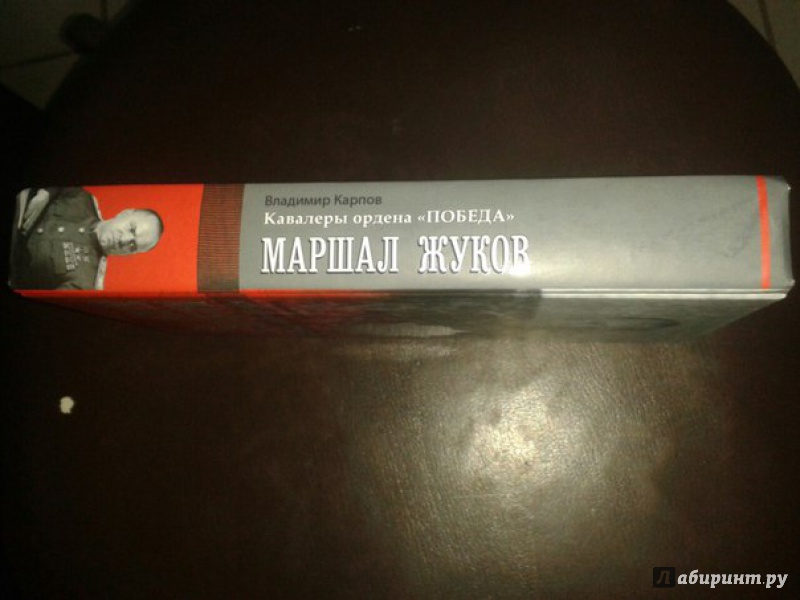 Владимир Карпов
Кавалеры ордена «ПОБЕДА»
МАРШАЛ ЖУКОВ
Лабиринт.ру